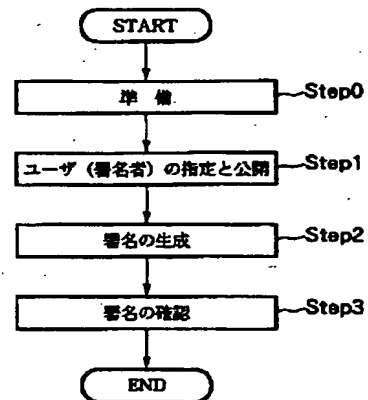 START
準 備
Step0
ユーザ（署名者）の指定と公開
Step1
署名の生成
Step2
署名の確認
Step3
END